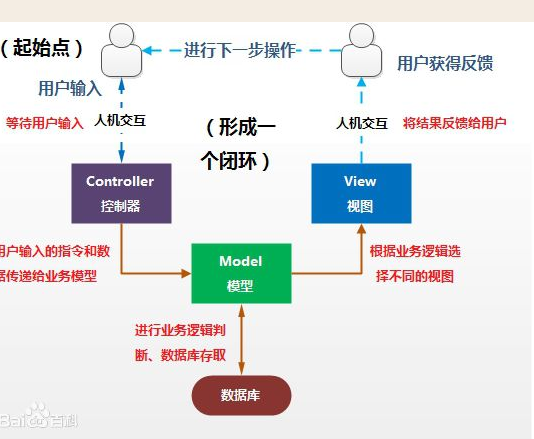 （起始点）
进行下一步操作
用户获得反馈
用户输入
等待用户输入
人机交互
（形成一
个闭环）
人机交互
将结果反馈给用户
Controller
控制器
View
视图
用户输入的指令和数
据传递给业务模型
Model
模型
根据业务逻辑选
择不同的视图
进行业务逻辑判
断、数据库存取
数据库
Bai 百科